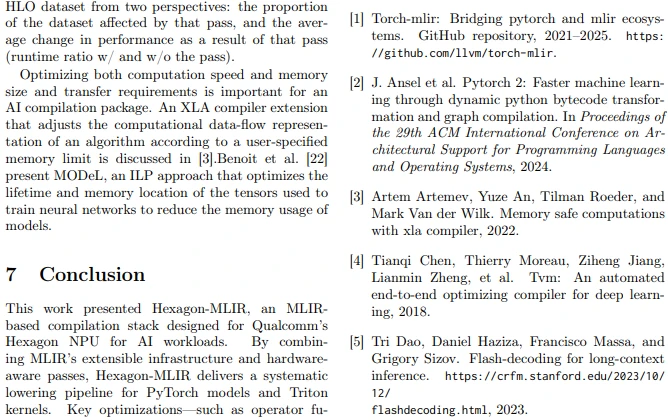 HLO dataset from two perspectives: the proportion
of the dataset affected by that pass, and the aver-
age change in performance as a result of that pass
(runtime ratio w/ and w/o the pass).
Optimizing both computation speed and memory
size and transfer requirements is important for an
AI compilation package. An XLA compiler extension
that adjusts the computational data-flow represen-
tation of an algorithm according to a user-specified
memory limit is discussed in [3].Benoit et al. [22]
present MODeL, an ILP approach that optimizes the
lifetime and memory location of the tensors used to
train neural networks to reduce the memory usage of
models.
7 Conclusion
This work presented Hexagon-MLIR, an MLIR-
based compilation stack designed for Qualcomm's
Hexagon NPU for AI workloads. By combin-
ing MLIR's extensible infrastructure and hardware-
aware passes, Hexagon-MLIR delivers a systematic
lowering pipeline for PyTorch models and Triton
kernels. Key optimizations—such as operator fu-
[1] Torch-mlir: Bridging pytorch and mlir ecosys-
tems. GitHub repository, 2021–2025. https:
//github.com/llvm/torch-mlir.
[2] J. Ansel et al. Pytorch 2: Faster machine learn-
ing through dynamic python bytecode transfor-
mation and graph compilation. In Proceedings of
the 29th ACM International Conference on Ar-
chitectural Support for Programming Languages
and Operating Systems, 2024.
[3] Artem Artemev, Yuze An, Tilman Roeder, and
Mark Van der Wilk. Memory safe computations
with xla compiler, 2022.
[4] Tianqi Chen, Thierry Moreau, Ziheng Jiang,
Lianmin Zheng, et al. Tvm: An automated
end-to-end optimizing compiler for deep learn-
ing, 2018.
[5] Tri Dao, Daniel Haziza, Francisco Massa, and
Grigory Sizov. Flash-decoding for long-context
inference. https://crfm.stanford.edu/2023/10/
12/
flashdecoding.html, 2023.